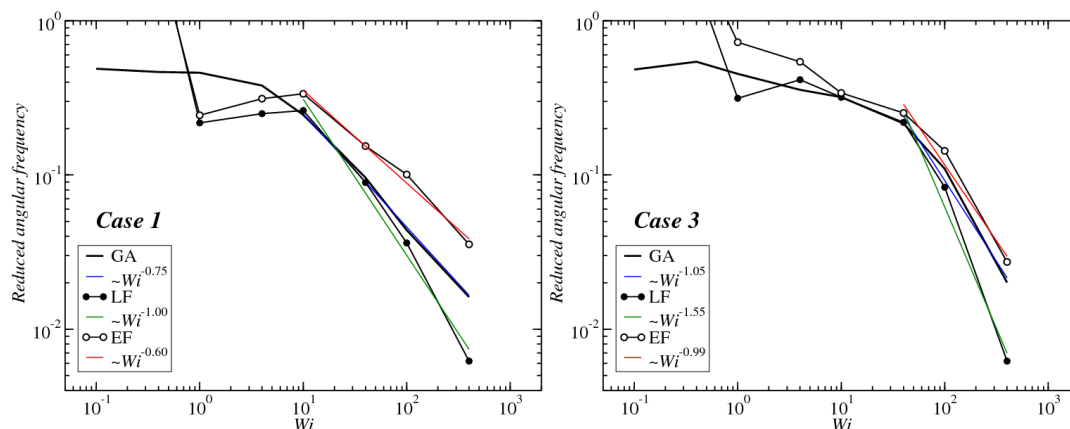 Reduced angular frequency
10^0
10^-1
10^-2
Case 1
GA
~Wi^-0.75
LF
~Wi^-1.00
EF
~Wi^-0.60
10^-1 10^0 10^1 10^2 10^3
Wi
Reduced angular frequency
10^0
10^-1
10^-2
Case 3
GA
~Wi^-1.05
LF
~Wi^-1.55
EF
~Wi^-0.99
10^-1 10^0 10^1 10^2 10^3
Wi